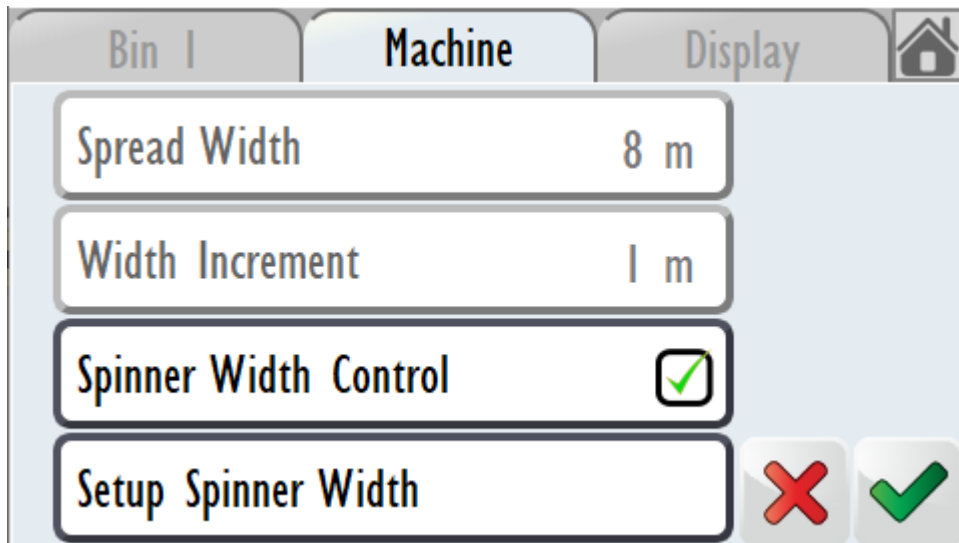 Bin 1 Machine Display
Spread Width 8 m
Width Increment 1 m
Spinner Width Control
Setup Spinner Width